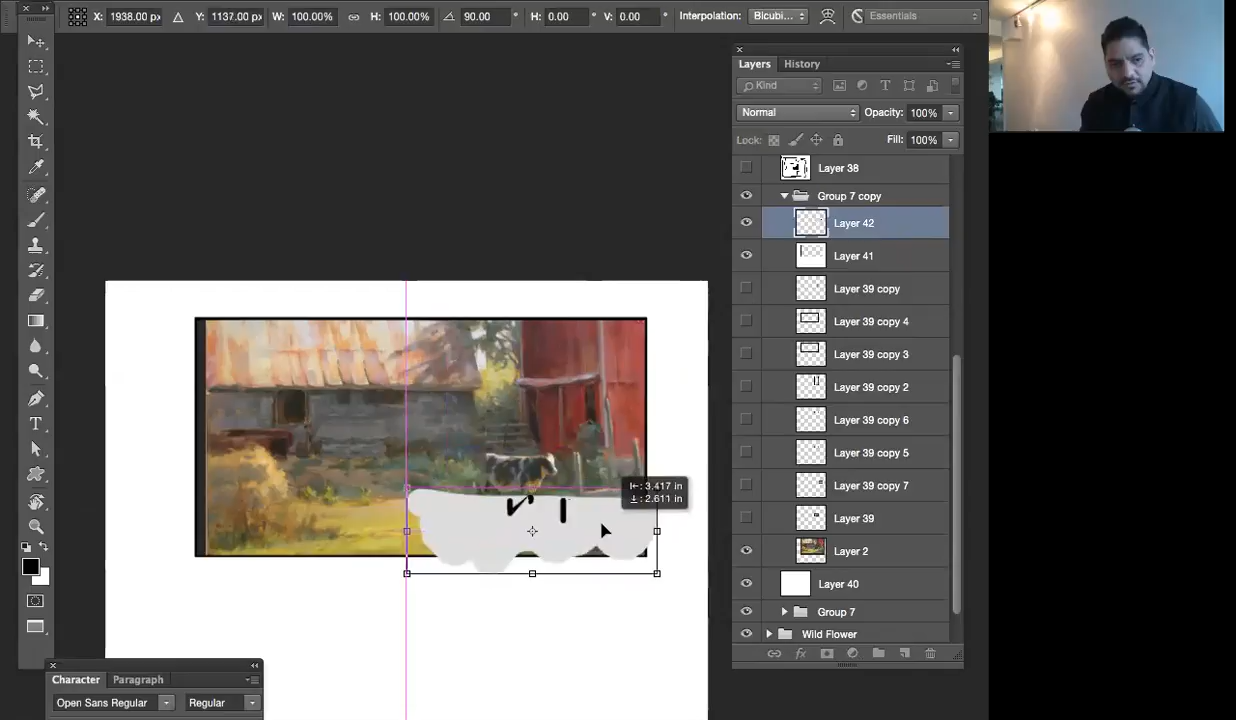 X: 1938.00 px Y: 1137.00 px W: 100.00% H: 100.00% 90.00 ° H: 0.00 ° V: 0.00 ° Interpolation: Bicubi... Essentials
Layers History
Kind
Normal Opacity: 100%
Lock: Fill: 100%
Layer 38
Group 7 copy
Layer 42
Layer 41
Layer 39 copy
Layer 39 copy 4
Layer 39 copy 3
Layer 39 copy 2
Layer 39 copy 6
Layer 39 copy 5
Layer 39 copy 7
Layer 39
Layer 2
Layer 40
Group 7
Wild Flower
fx
T
: 3.417 in
: 2.611 in
Character Paragraph
Open Sans Regular Regular